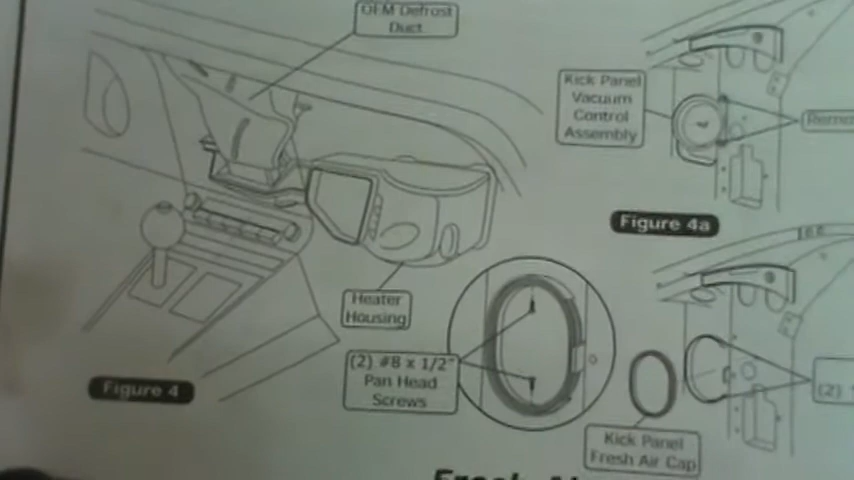 OEM Defrost
Duct
Kick Panel
Vacuum
Control
Assembly
Figure 4a
Heater
Housing
(2) #8 x 1/2"
Pan Head
Screws
Figure 4
Kick Panel
Fresh Air Cap
(2)